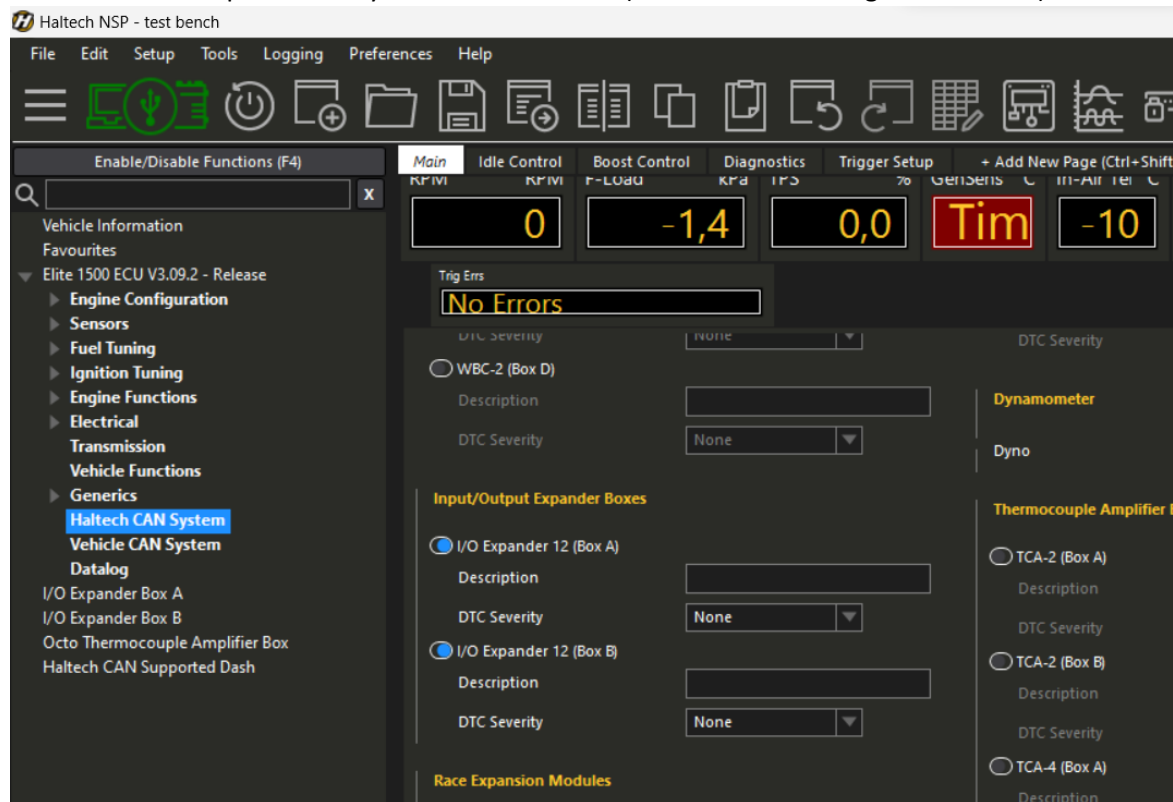 Haltech NSP - test bench
File Edit Setup Tools Logging Preferences Help
Enable/Disable Functions (F4)
Main Idle Control Boost Control Diagnostics Trigger Setup + Add New Page (Ctrl+Shift
X
RPM RPM F-Load kPa TPS % GenSens C In-Air Te C
0 -1,4 0,0 Tim -10
Vehicle Information
Favourites
Elite 1500 ECU V3.09.2 - Release
Engine Configuration
Sensors
Fuel Tuning
Ignition Tuning
Engine Functions
Electrical
Transmission
Vehicle Functions
Generics
Haltech CAN System
Vehicle CAN System
Datalog
I/O Expander Box A
I/O Expander Box B
Octo Thermocouple Amplifier Box
Haltech CAN Supported Dash
Trig Errs
No Errors
DTC Severity None
WBC-2 (Box D)
Description
DTC Severity None
Input/Output Expander Boxes
I/O Expander 12 (Box A)
Description
DTC Severity None
I/O Expander 12 (Box B)
Description
DTC Severity None
Race Expansion Modules
DTC Severity
Dynamometer
Dyno
Thermocouple Amplifier
TCA-2 (Box A)
Description
DTC Severity
TCA-2 (Box B)
Description
DTC Severity
TCA-4 (Box A)
Description